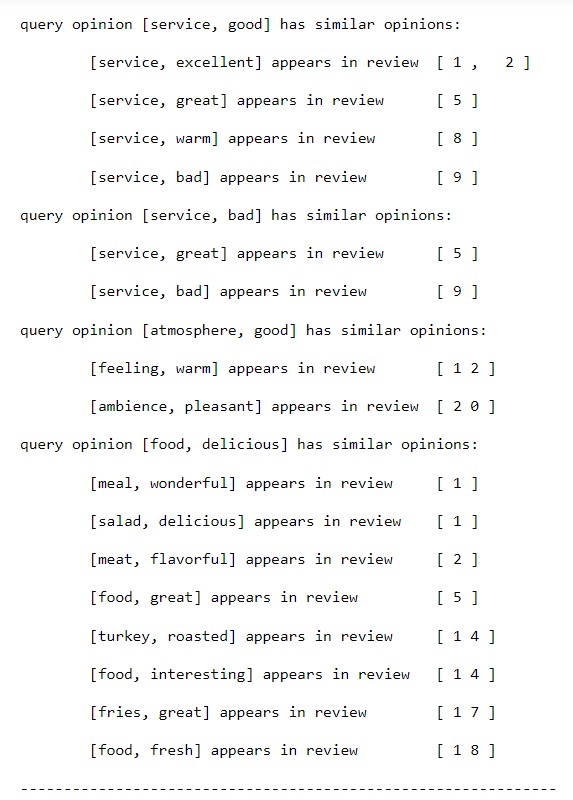 query opinion [service, good] has similar opinions:
[service, excellent] appears in review [ 1 , 2 ]
[service, great] appears in review [ 5 ]
[service, warm] appears in review [ 8 ]
[service, bad] appears in review [ 9 ]
query opinion [service, bad] has similar opinions:
[service, great] appears in review [ 5 ]
[service, bad] appears in review [ 9 ]
query opinion [atmosphere, good] has similar opinions:
[feeling, warm] appears in review [ 1 2 ]
[ambience, pleasant] appears in review [ 2 0 ]
query opinion [food, delicious] has similar opinions:
[meal, wonderful] appears in review [ 1 ]
[salad, delicious] appears in review [ 1 ]
[meat, flavorful] appears in review [ 2 ]
[food, great] appears in review [ 5 ]
[turkey, roasted] appears in review [ 1 4 ]
[food, interesting] appears in review [ 1 4 ]
[fries, great] appears in review [ 1 7 ]
[food, fresh] appears in review [ 1 8 ]
---------------------------------------------------------------